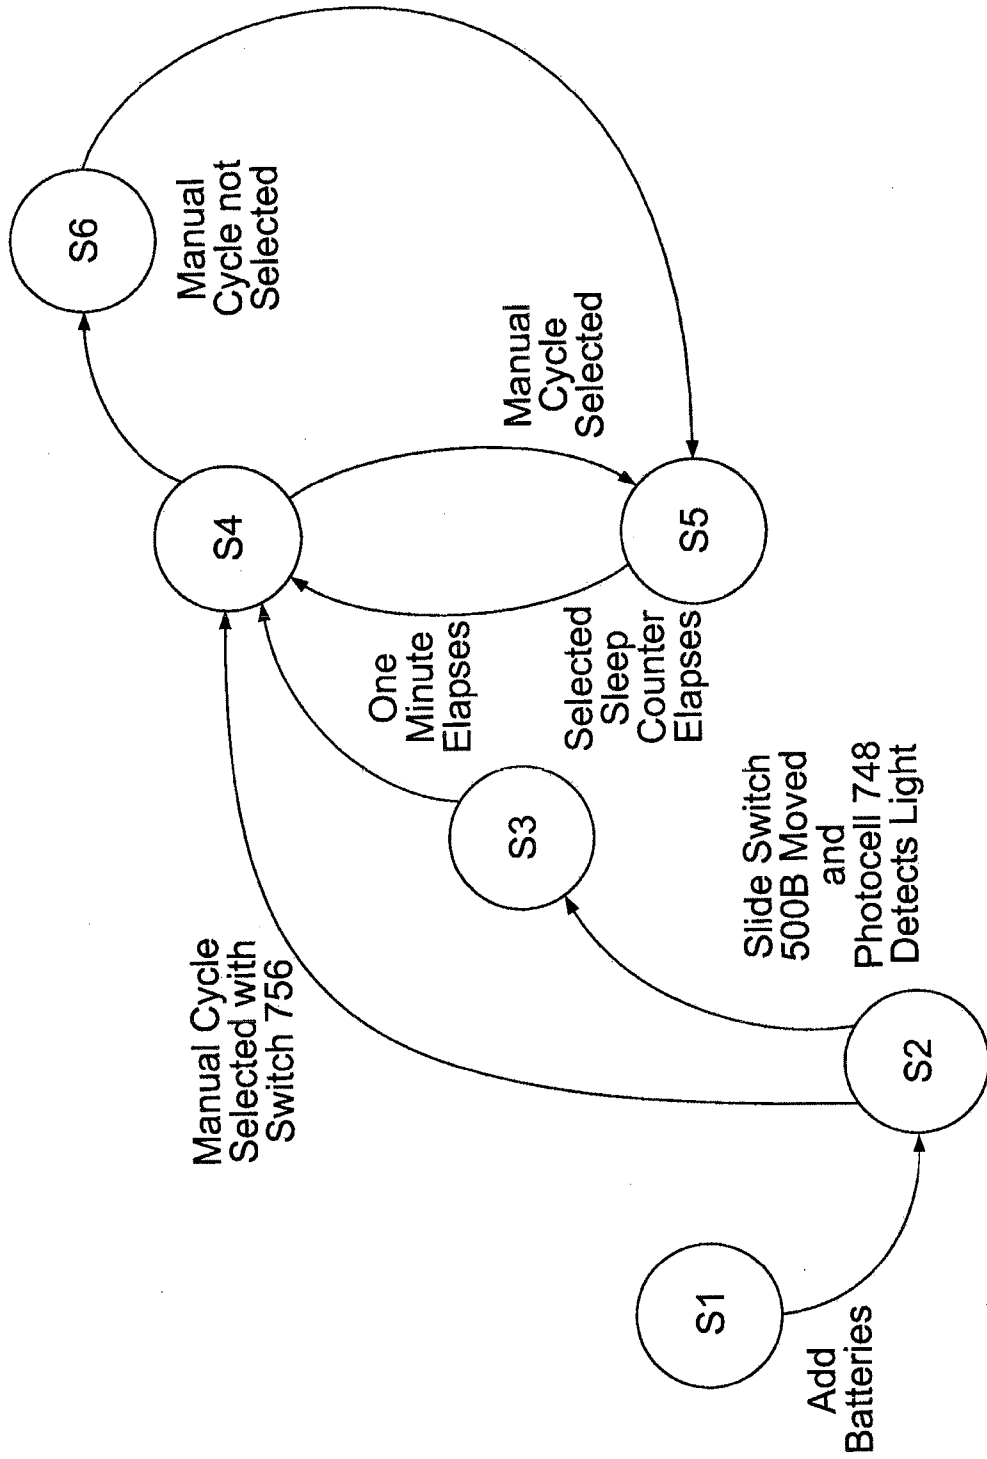 S1
Add
Batteries
S2
Manual Cycle
Selected with
Switch 756
Slide Switch
500B Moved
and
Photocell 748
Detects Light
S3
One
Minute
Elapses
S4
Selected
Sleep
Counter
Elapses
S5
Manual
Cycle
Selected
S6
Manual
Cycle not
Selected